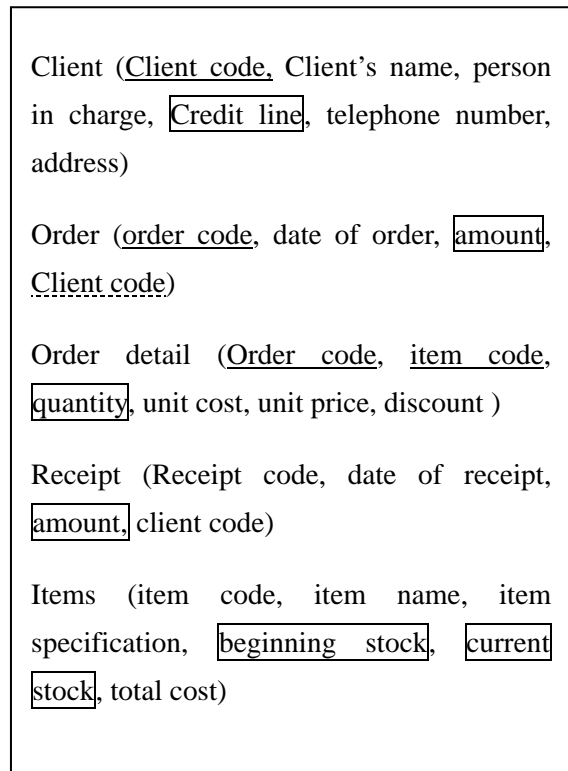 Client (Client code, Client’s name, person
in charge, Credit line, telephone number,
address)
Order (order code, date of order, amount,
Client code)
Order detail (Order code, item code,
quantity, unit cost, unit price, discount )
Receipt (Receipt code, date of receipt,
amount, client code)
Items (item code, item name, item
specification, beginning stock, current
stock, total cost)